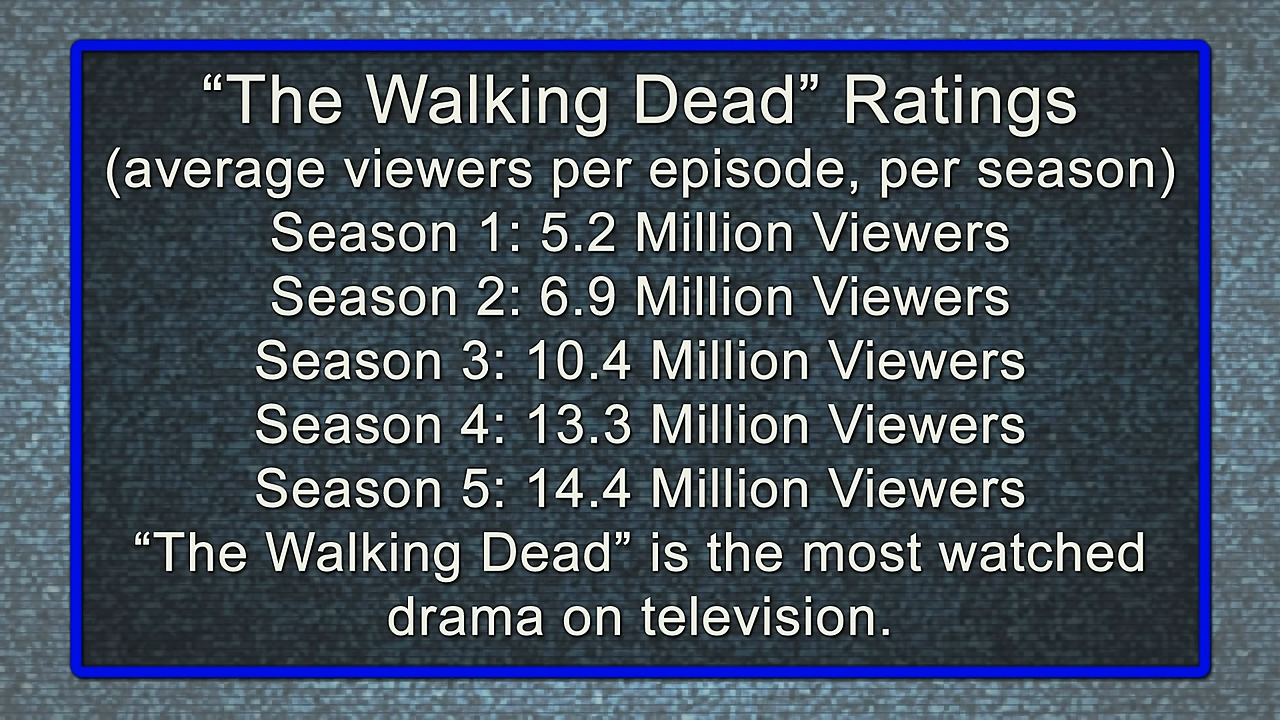 “The Walking Dead” Ratings
(average viewers per episode, per season)
Season 1: 5.2 Million Viewers
Season 2: 6.9 Million Viewers
Season 3: 10.4 Million Viewers
Season 4: 13.3 Million Viewers
Season 5: 14.4 Million Viewers
“The Walking Dead” is the most watched
drama on television.